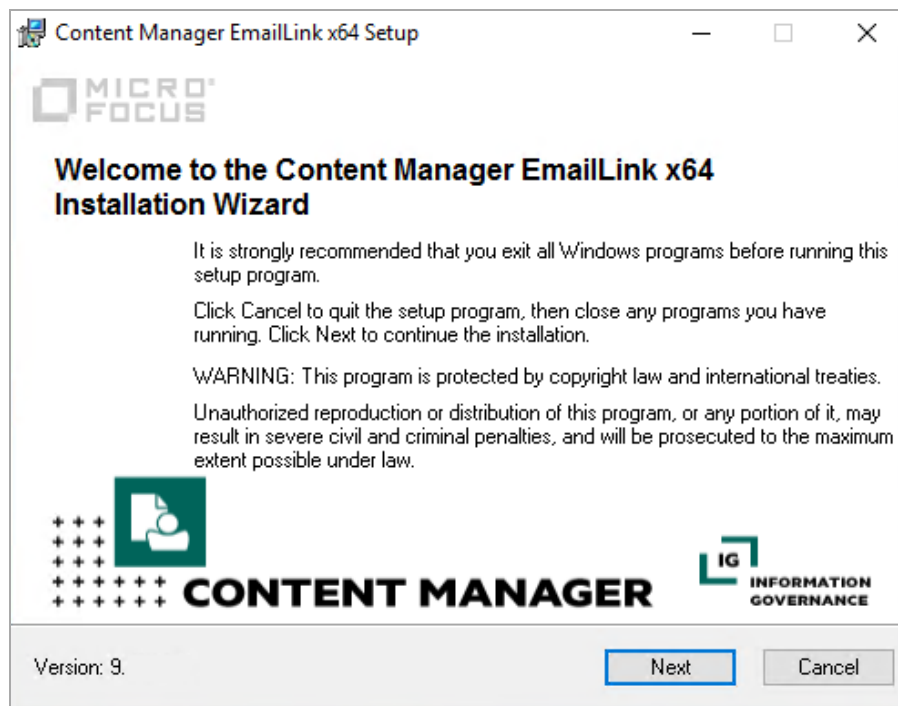 Content Manager EmailLink x64 Setup
MICRO
FOCUS
Welcome to the Content Manager EmailLink x64
Installation Wizard
It is strongly recommended that you exit all Windows programs before running this
setup program.
Click Cancel to quit the setup program, then close any programs you have
running. Click Next to continue the installation.
WARNING: This program is protected by copyright law and international treaties.
Unauthorized reproduction or distribution of this program, or any portion of it, may
result in severe civil and criminal penalties, and will be prosecuted to the maximum
extent possible under law.
CONTENT MANAGER
IG
INFORMATION
GOVERNANCE
Version: 9.
Next
Cancel